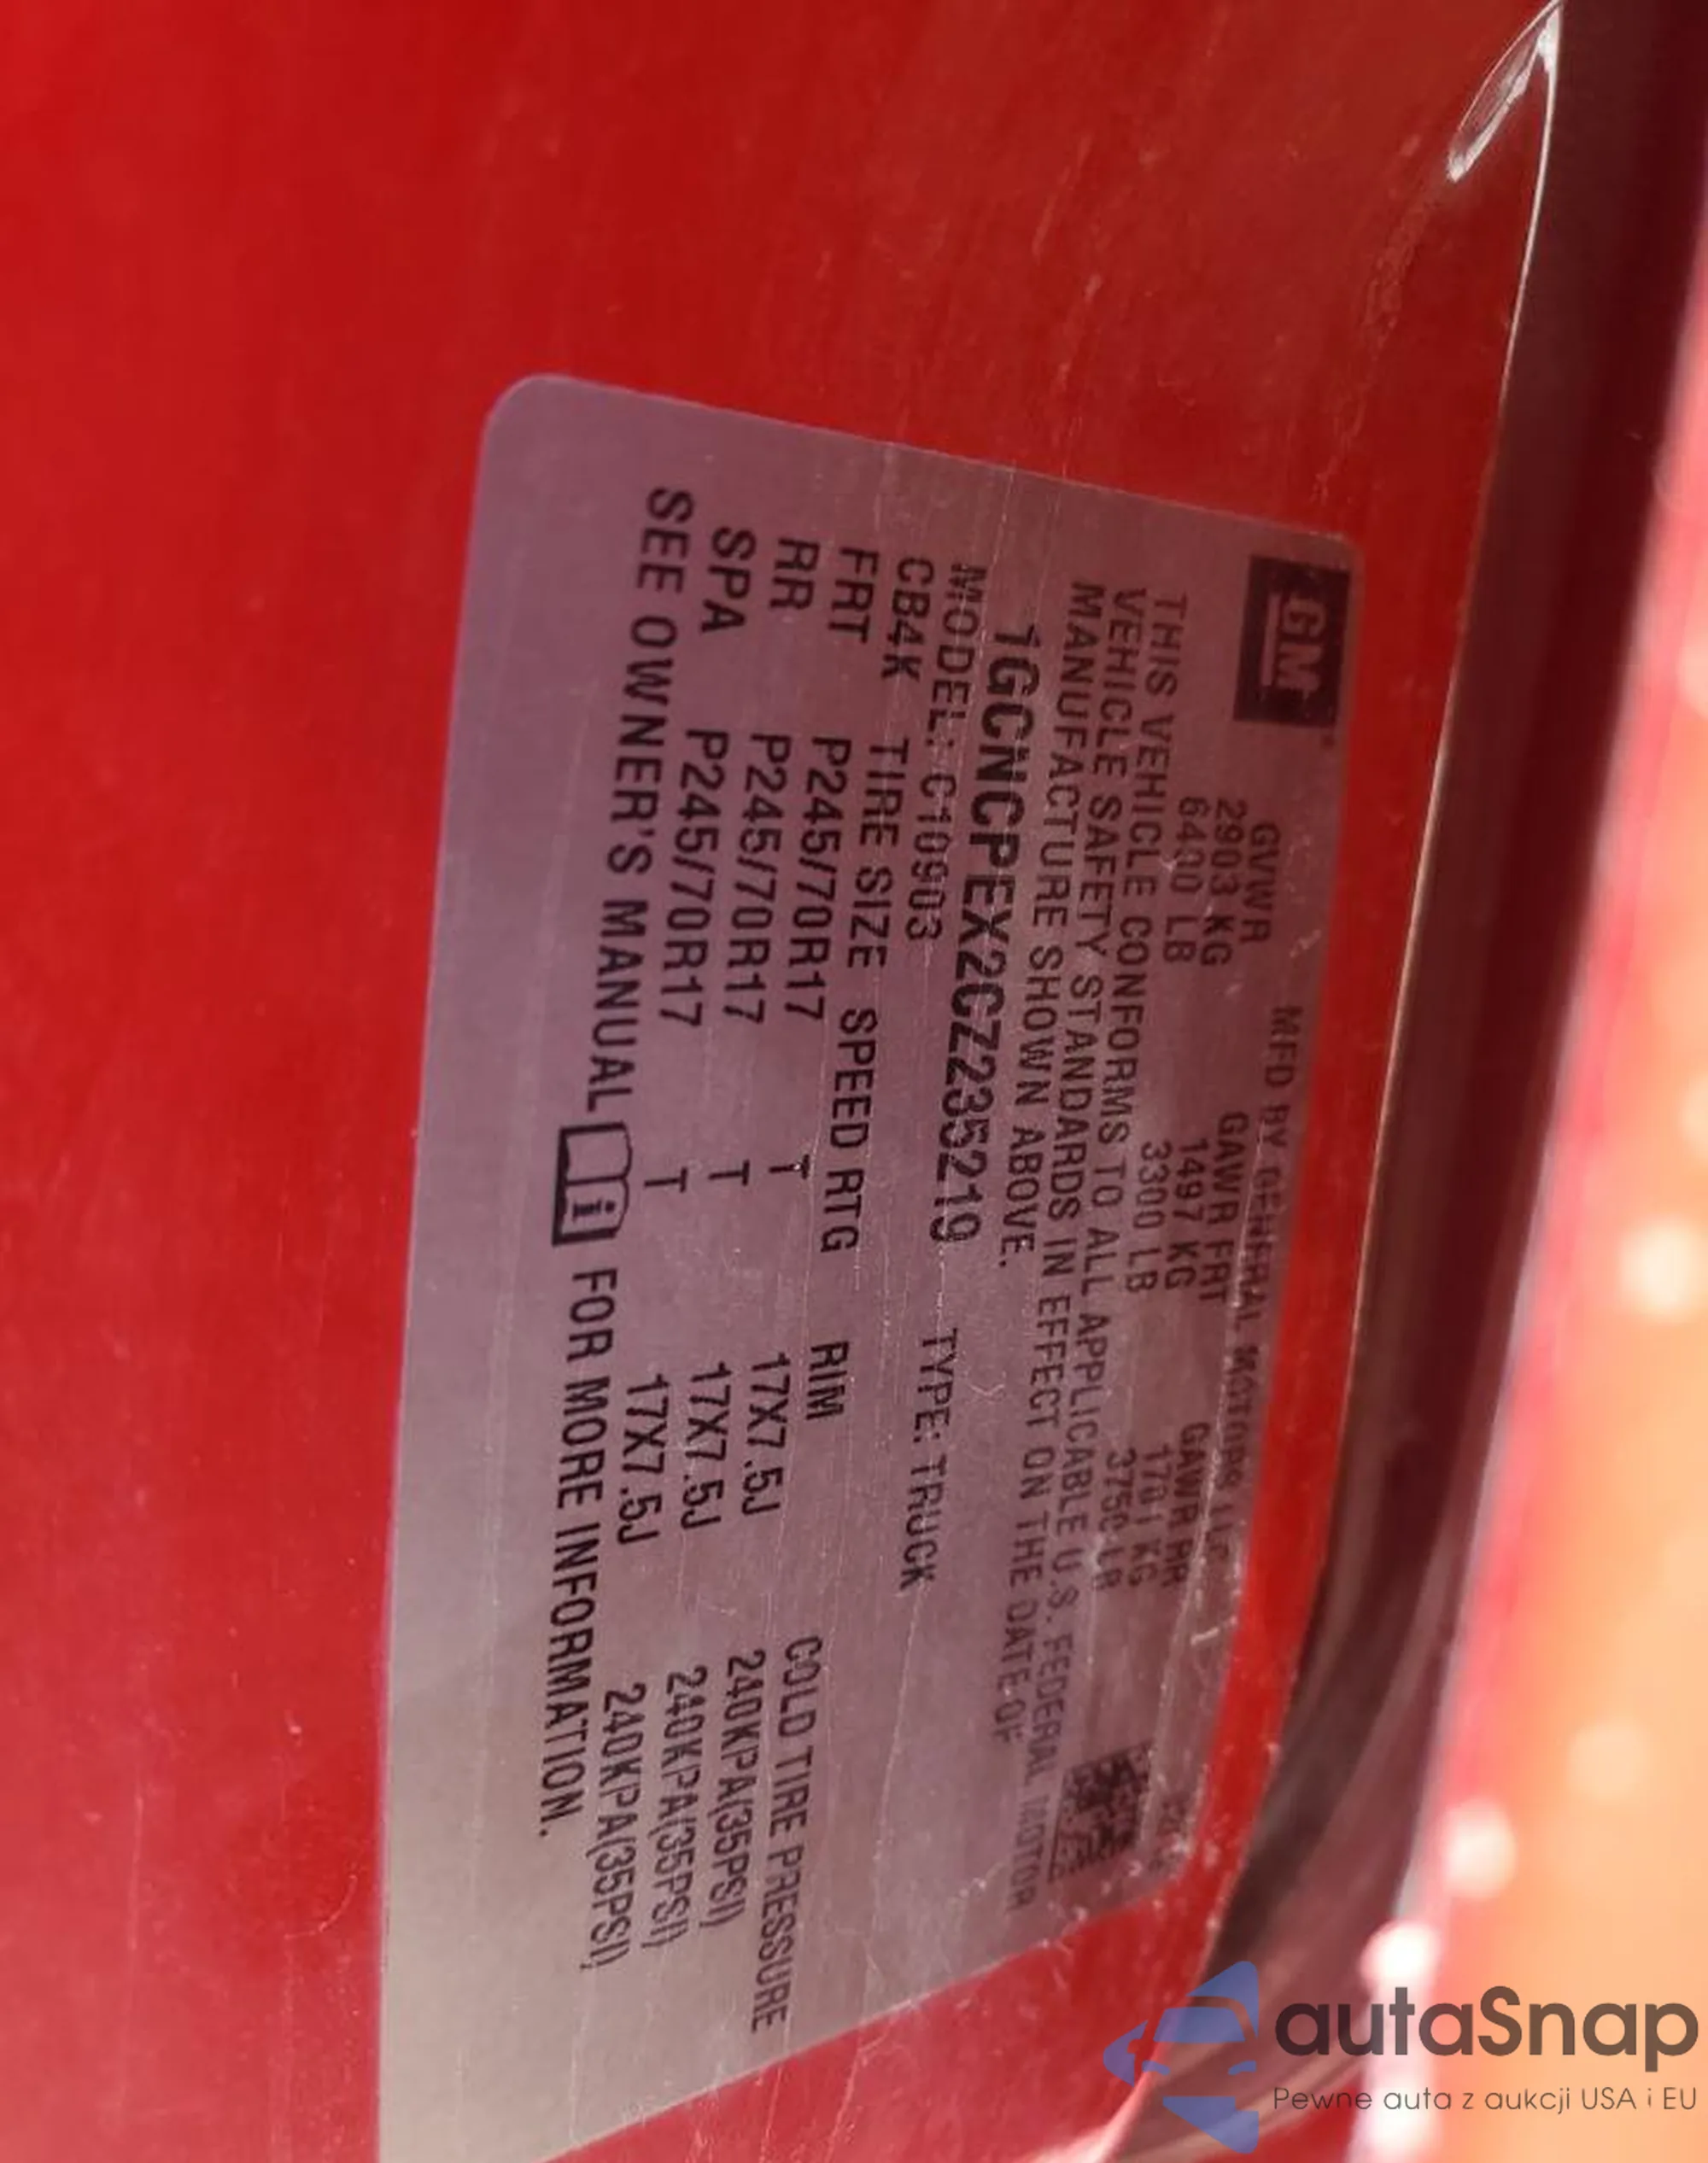 GM
MFD BY GENERAL MOTORS LLC
GVWR GAWR FRT GAWR RR
2903 KG 1497 KG 1701 KG
6400 LB 3300 LB 3750 LB
THIS VEHICLE CONFORMS TO ALL APPLICABLE U.S. FEDERAL MOTOR
VEHICLE SAFETY STANDARDS IN EFFECT ON THE DATE OF
MANUFACTURE SHOWN ABOVE.
1GCNCPEX2CZ235219 TYPE: TRUCK
MODEL: C10903
CB4K TIRE SIZE SPEED RTG RIM COLD TIRE PRESSURE
FRT P245/70R17 T 17X7.5J 240KPA(35PSI)
RR P245/70R17 T 17X7.5J 240KPA(35PSI)
SPA P245/70R17 T 17X7.5J 240KPA(35PSI)
SEE OWNER'S MANUAL i FOR MORE INFORMATION.
autaSnap
Pewne auta z aukcji USA i EU